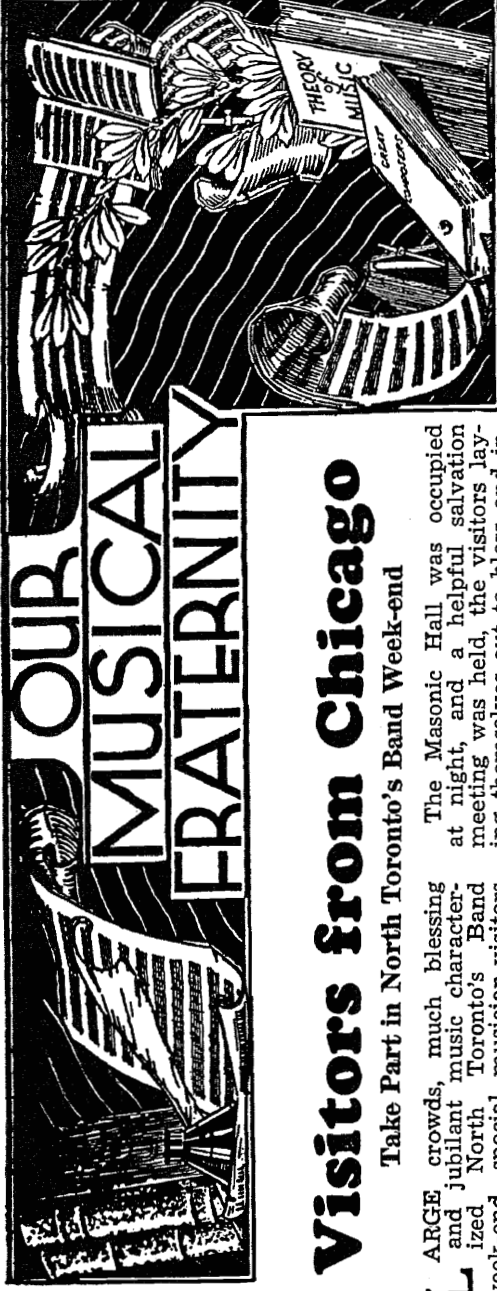 OUR
MUSICAL
FRATERNITY
THEORY
OF
MUSIC
GREAT
Visitors from Chicago
Take Part in North Toronto's Band Week-end
LARGE crowds, much blessing
and jubilant music character-
ized North Toronto's Band
The Masonic Hall was occupied
at night, and a helpful salvation
meeting was held, the visitors lay-